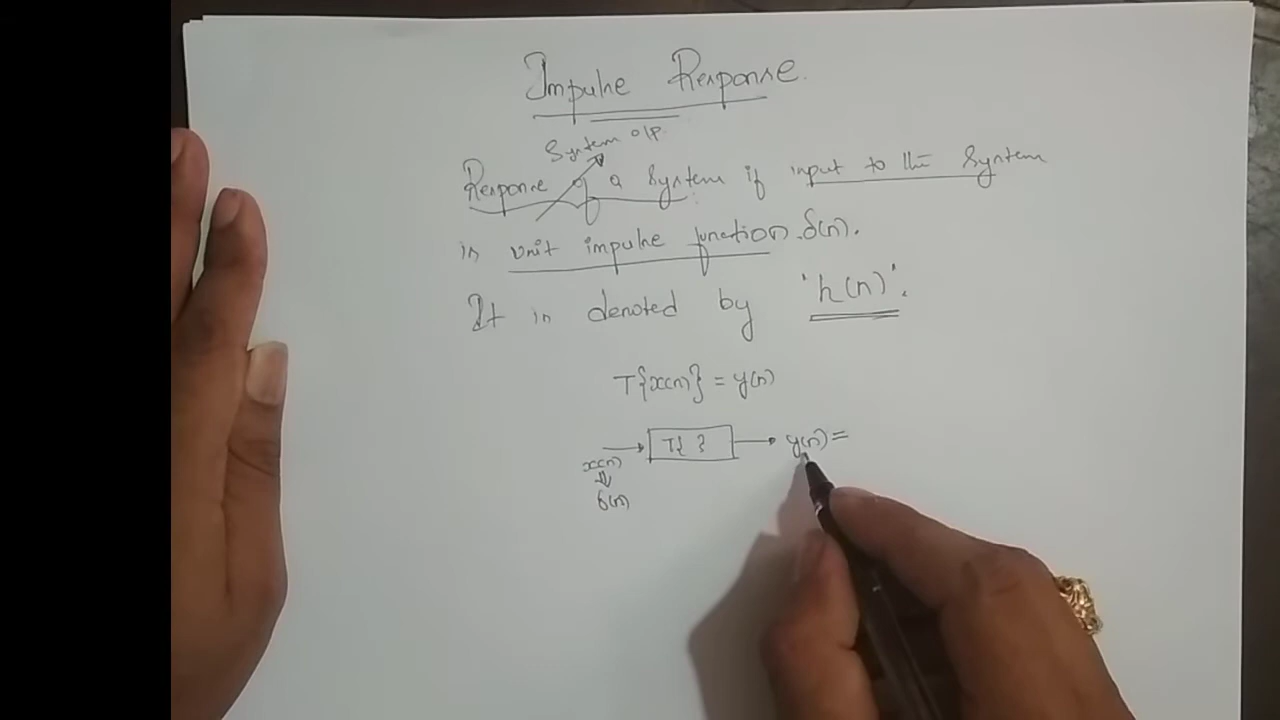 Impulse Response.
System o/p.
Response of a System if input to the System
is unit impulse function δ(n).
It is denoted by 'h(n)'.
T{x(n)} = y(n)
T{ } y(n)=
x(n)
δ(n)